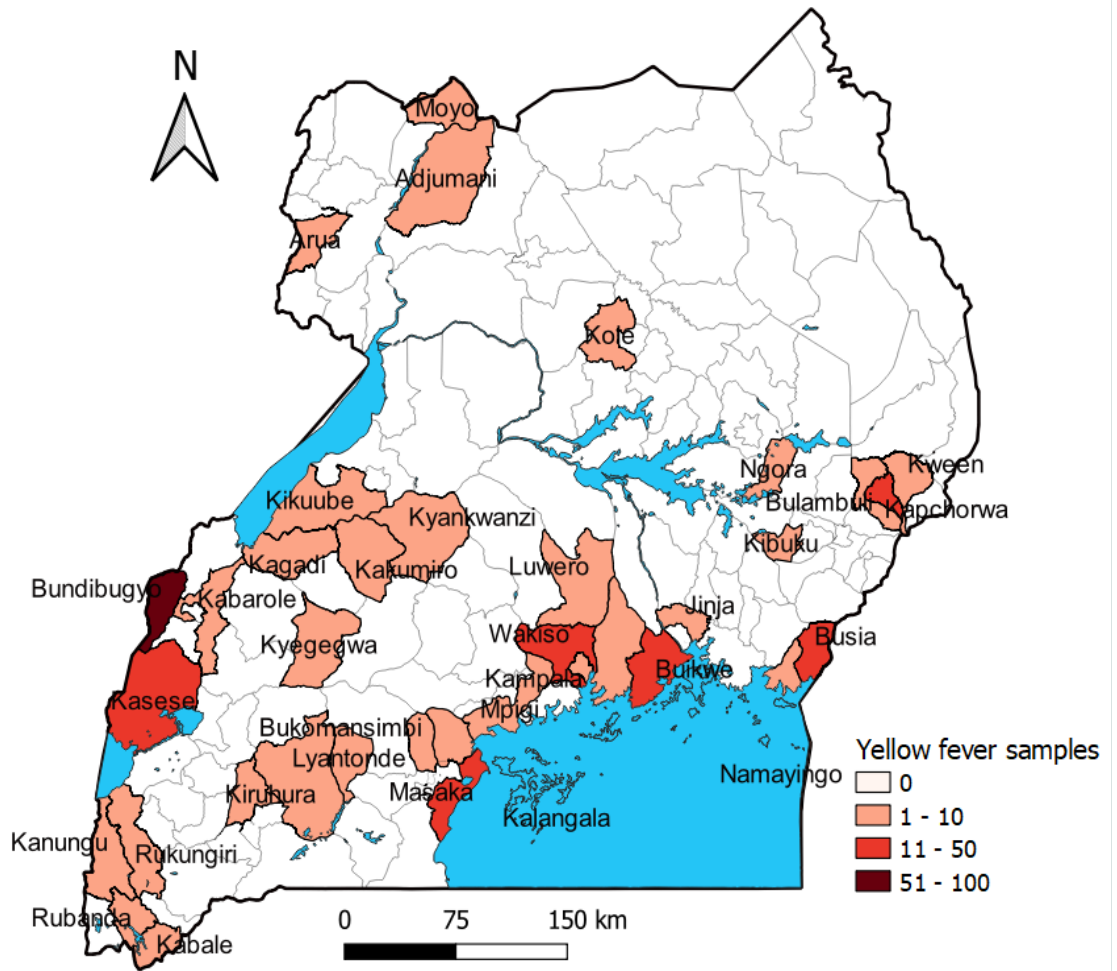 N
Moyo
Adjumani
Arua
Kole
Ngora
Kween
Bulambuli
Kapchorwa
Kikuube
Kyankwanzi
Kibuku
Kagadi
Kakumiro
Luwero
Bundibugyo
Kabarole
Jinja
Kyegegwa
Wakiso
Busia
Kampala
Buikwe
Kasese
Mpigi
Bukomansimbi
Lyantonde
Namayingo
Kiruhura
Masaka
Kalangala
Kanungu
Rukungiri
Rubanda
Kabale
Yellow fever samples
0
1 - 10
11 - 50
51 - 100
0 75 150 km